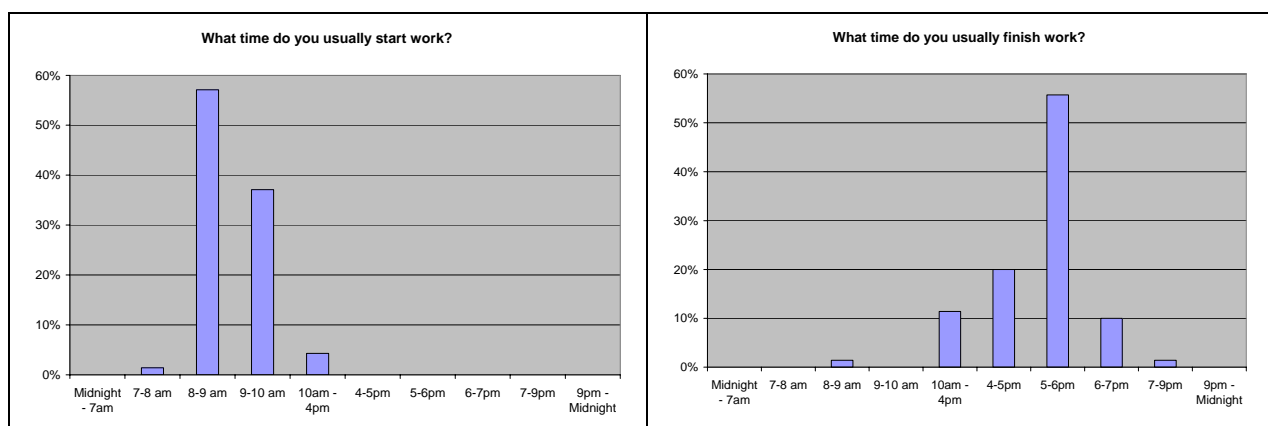 What time do you usually start work?
60%
50%
40%
30%
20%
10%
0%
Midnight
- 7am
7-8 am
8-9 am
9-10 am
10am -
4pm
4-5pm
5-6pm
6-7pm
7-9pm
9pm -
Midnight
What time do you usually finish work?
60%
50%
40%
30%
20%
10%
0%
Midnight
- 7am
7-8 am
8-9 am
9-10 am
10am -
4pm
4-5pm
5-6pm
6-7pm
7-9pm
9pm -
Midnight